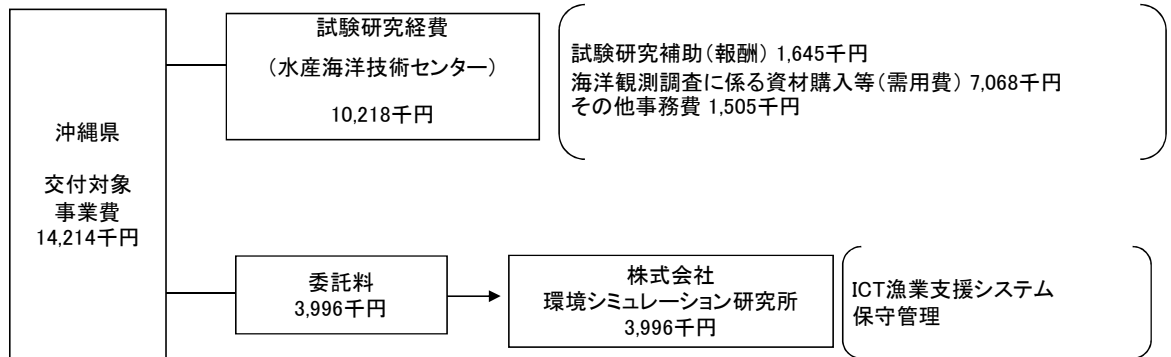 沖縄県
交付対象
事業費
14,214千円
試験研究経費
（水産海洋技術センター）
10,218千円
試験研究補助（報酬） 1,645千円
海洋観測調査に係る資材購入等（需用費） 7,068千円
その他事務費 1,505千円
委託料
3,996千円
株式会社
環境シミュレーション研究所
3,996千円
ICT漁業支援システム
保守管理